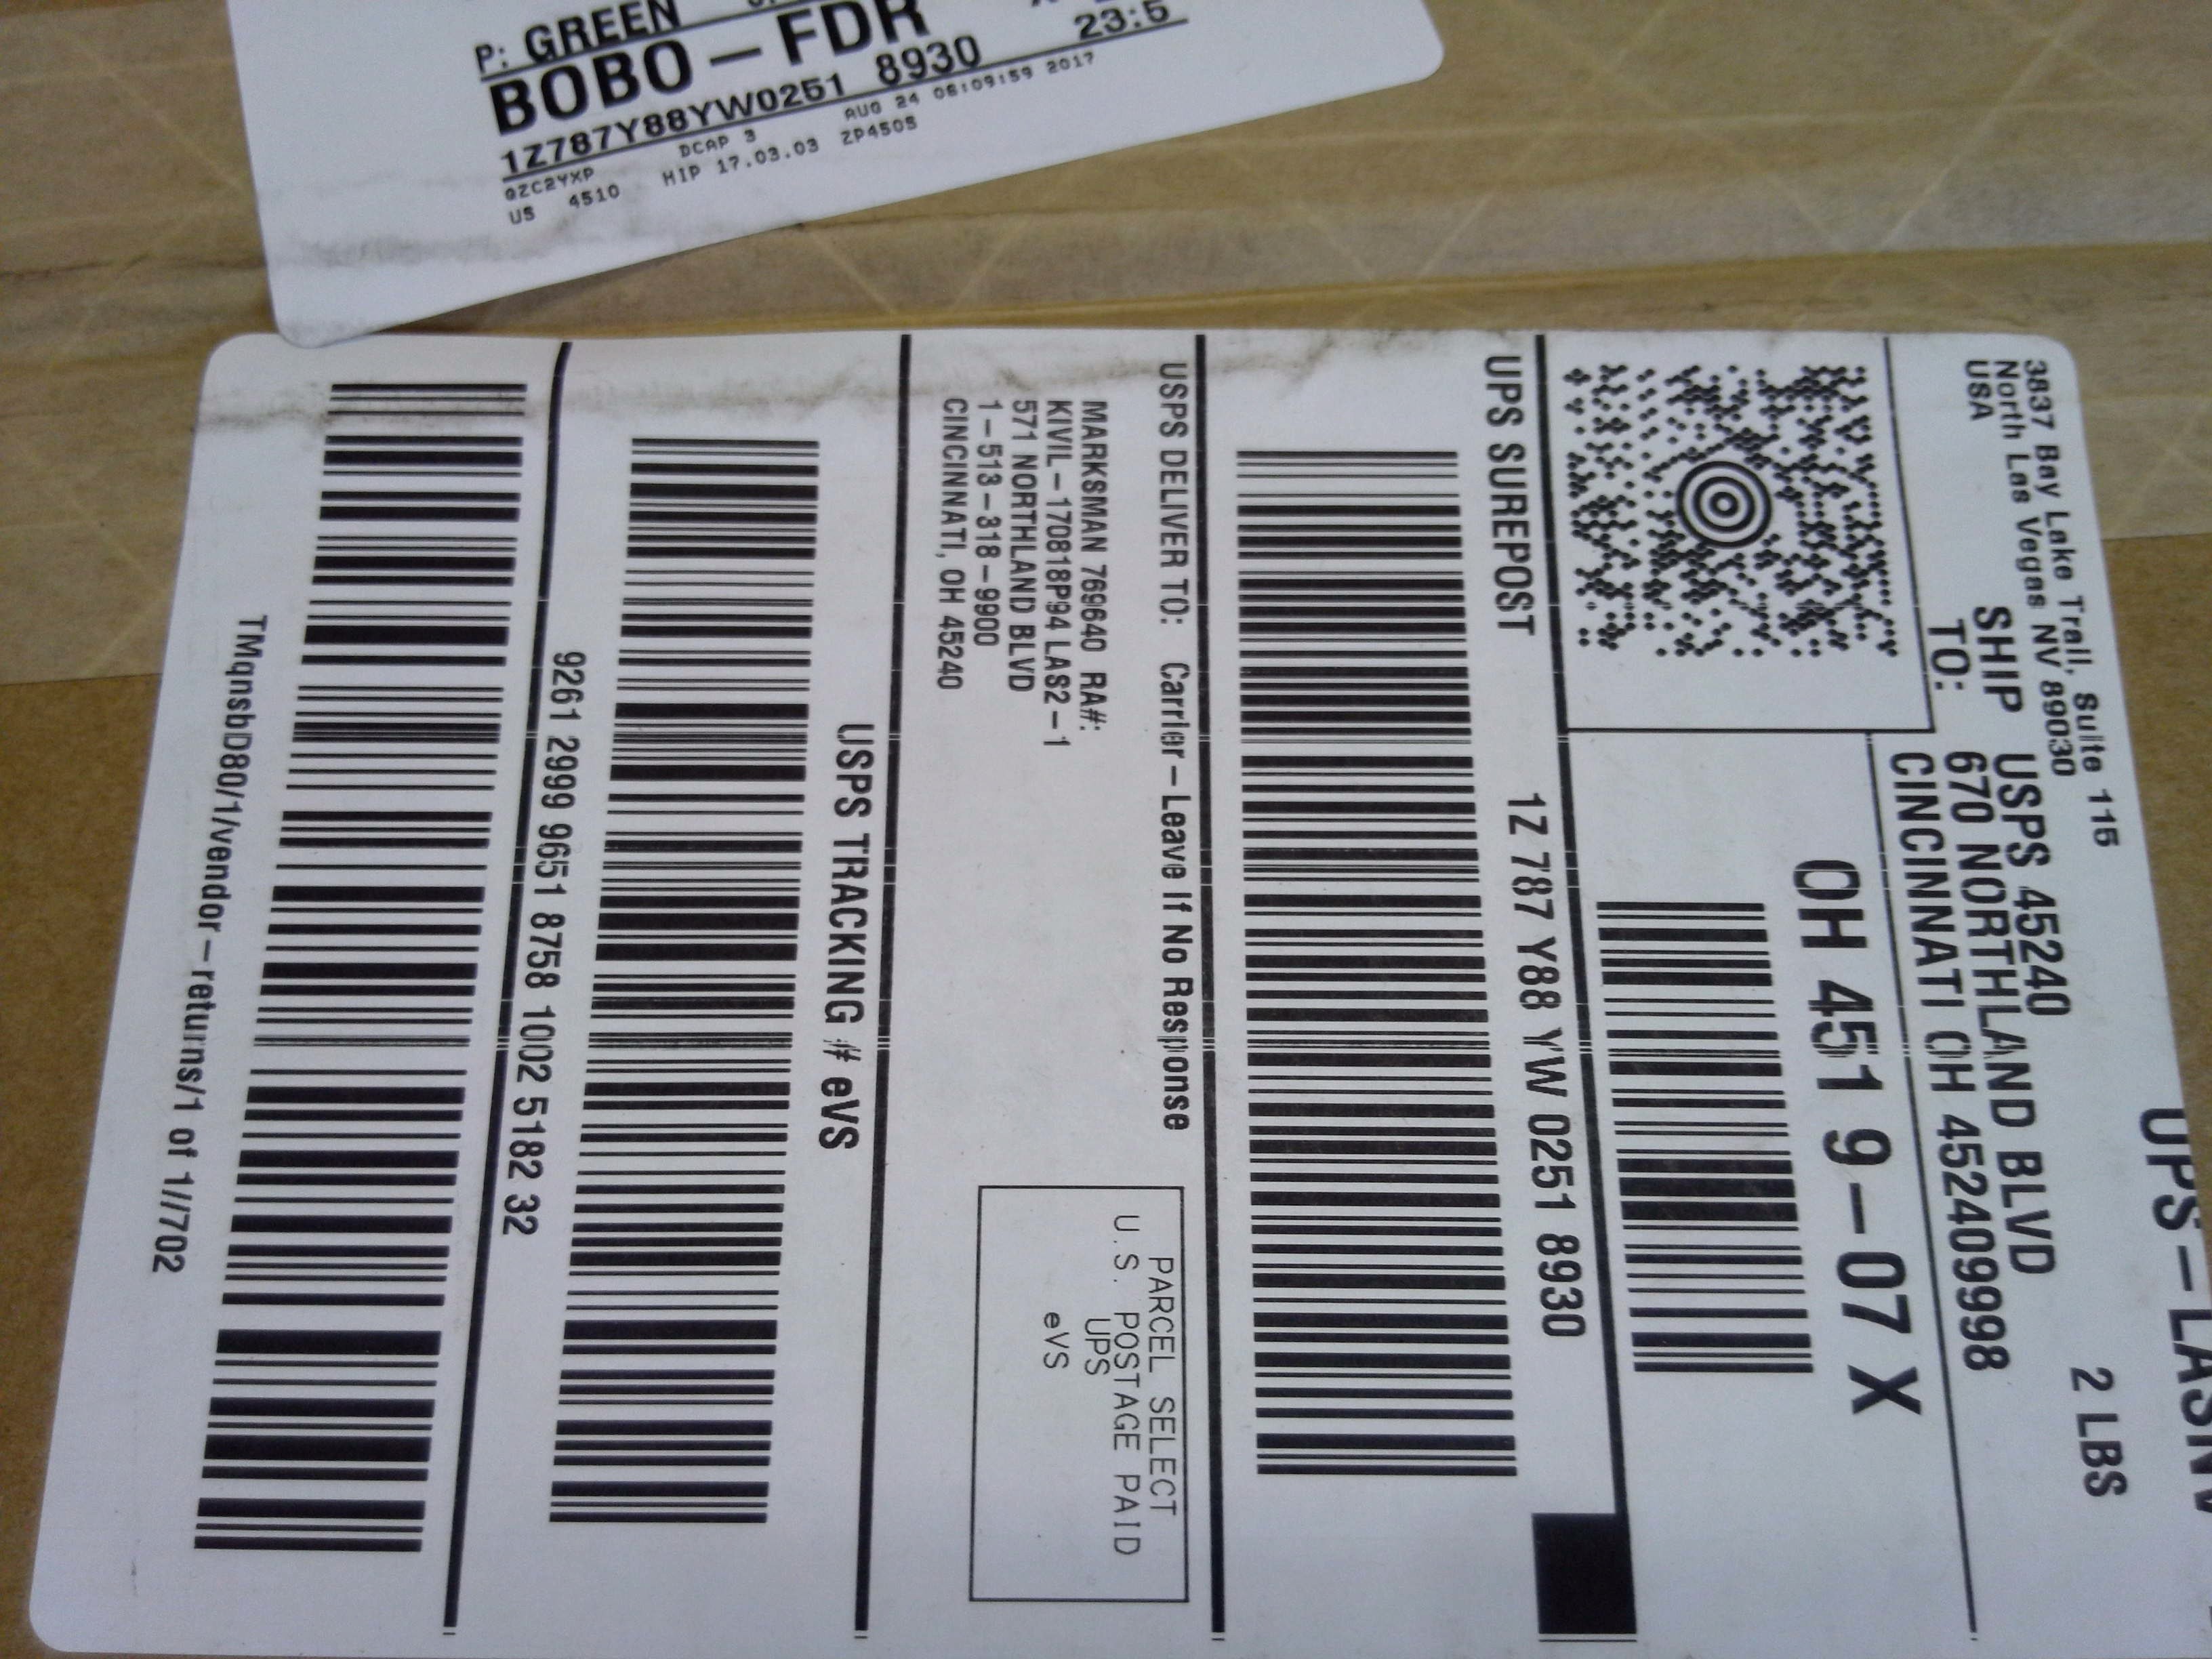 P: GREEN
BOBO – FDR
1Z787Y88YW0251 8930 23:5
DCAP 3 AUG 24 06:09:59 2017
QZC2YXP
US 4510 HIP 17.03.03 ZP450S
2 LBS
3837 Bay Lake Trail, Suite 115
North Las Vegas NV 89030
USA
SHIP
TO:
USPS 45240
670 NORTHLAND BLVD
CINCINNATI OH 452409998
OH 451 9–07 X
UPS SUREPOST
1Z 787 Y88 YW 0251 8930
USPS DELIVER TO: Carrier–Leave If No Response
MARKSMAN 769640 RA#:
KIVIL–170818P94 LAS2–1
571 NORTHLAND BLVD
1–513–318–9900
CINCINNATI, OH 45240
PARCEL SELECT
U.S. POSTAGE PAID
UPS
eVS
USPS TRACKING # eVS
9261 2999 9651 8758 1002 5182 32
TMqnsbD80/1/vendor–returns/1 of 1//702